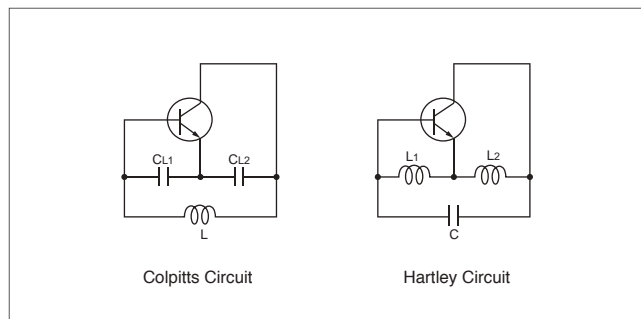 CL1
CL2
L
Colpitts Circuit
L1
L2
C
Hartley Circuit